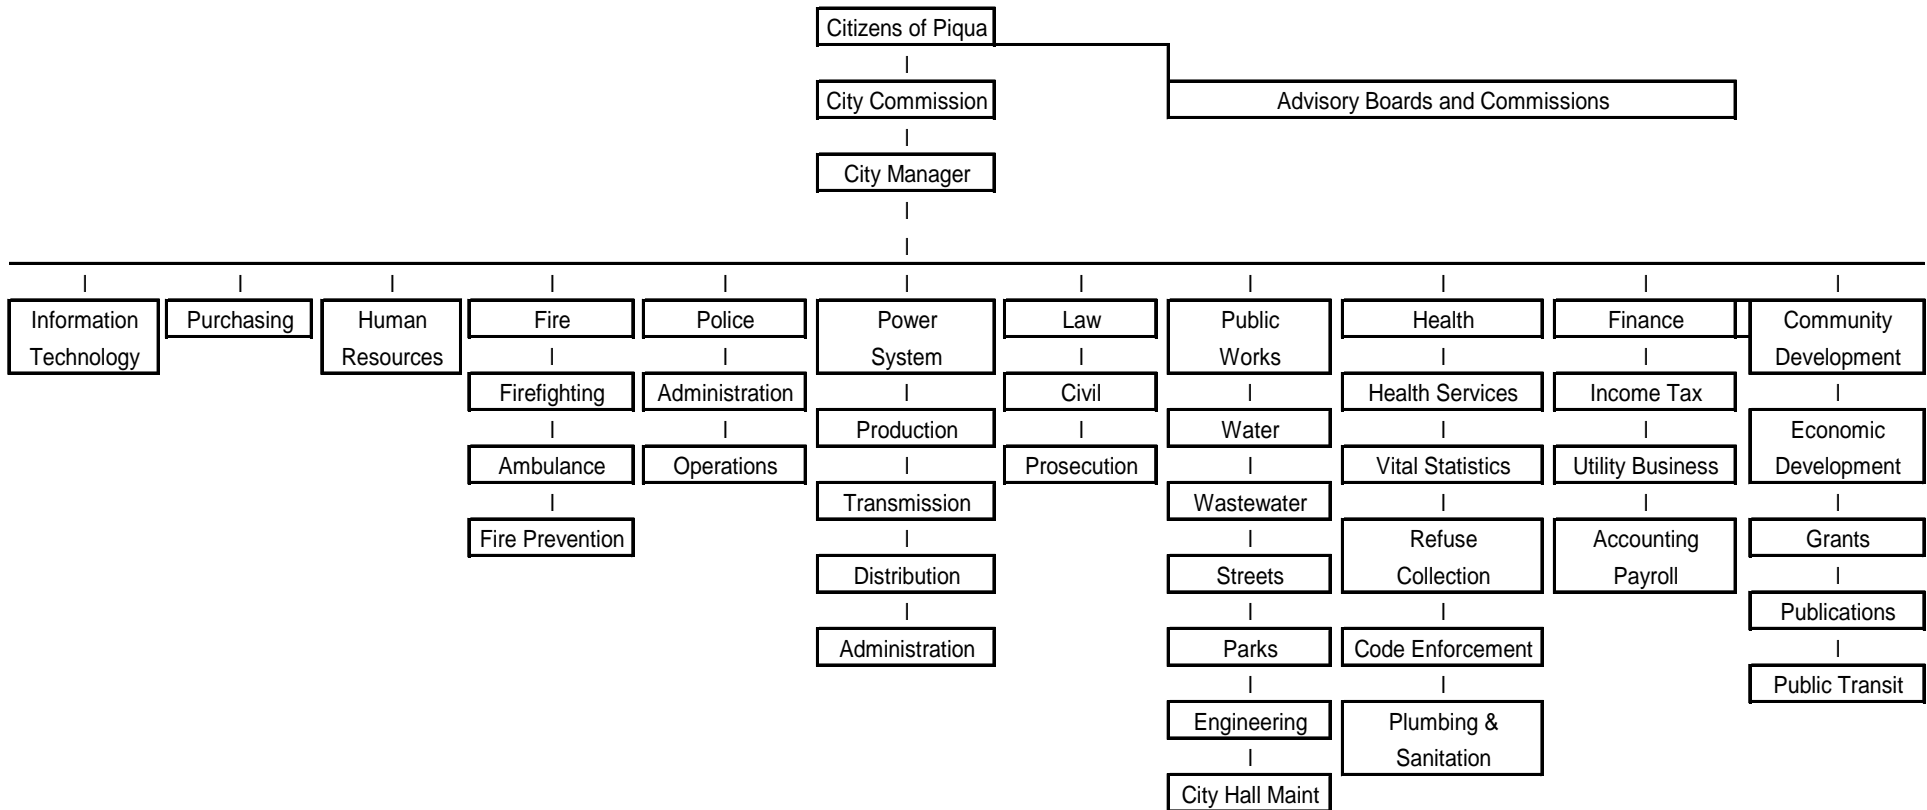 Citizens of Piqua
City Commission
Advisory Boards and Commissions
City Manager
Information
Technology
Purchasing
Human
Resources
Fire
Firefighting
Ambulance
Fire Prevention
Police
Administration
Operations
Power
System
Production
Transmission
Distribution
Administration
Law
Civil
Prosecution
Public
Works
Water
Wastewater
Streets
Parks
Engineering
City Hall Maint
Health
Health Services
Vital Statistics
Refuse
Collection
Code Enforcement
Plumbing &
Sanitation
Finance
Income Tax
Utility Business
Accounting
Payroll
Community
Development
Economic
Development
Grants
Publications
Public Transit